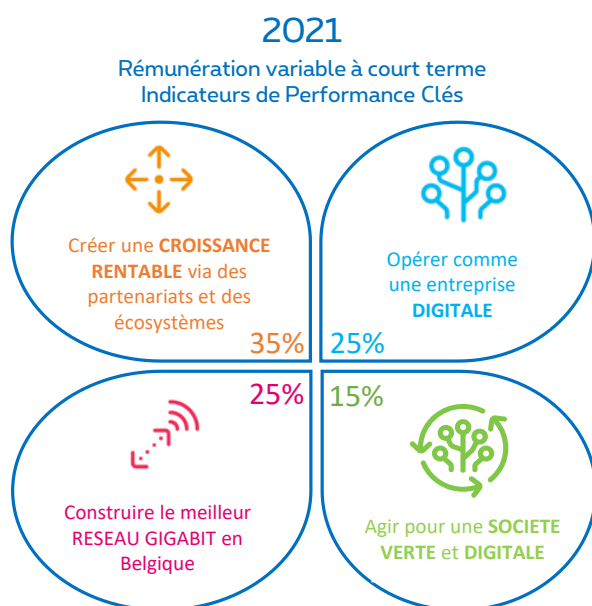 2021
Rémunération variable à court terme
Indicateurs de Performance Clés
Créer une CROISSANCE
RENTABLE via des
partenariats et des
écosystèmes
35%
Opérer comme
une entreprise
DIGITALE
25%
25%
Construire le meilleur
RESEAU GIGABIT en
Belgique
15%
Agir pour une SOCIETE
VERTE et DIGITALE